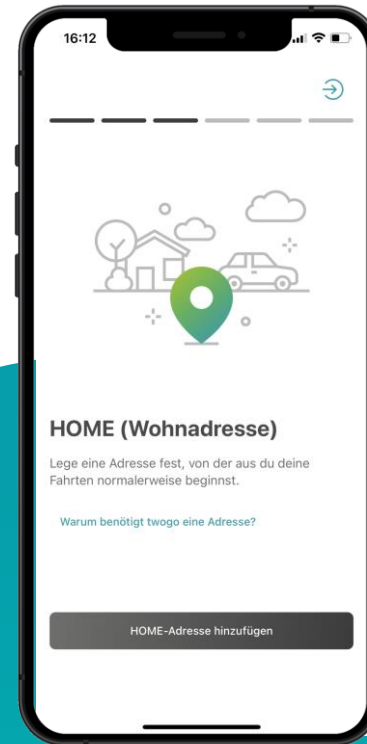 16:12
HOME (Wohnadresse)
Lege eine Adresse fest, von der aus du deine
Fahrten normalerweise beginnst.
Warum benötigt twogo eine Adresse?
HOME-Adresse hinzufügen